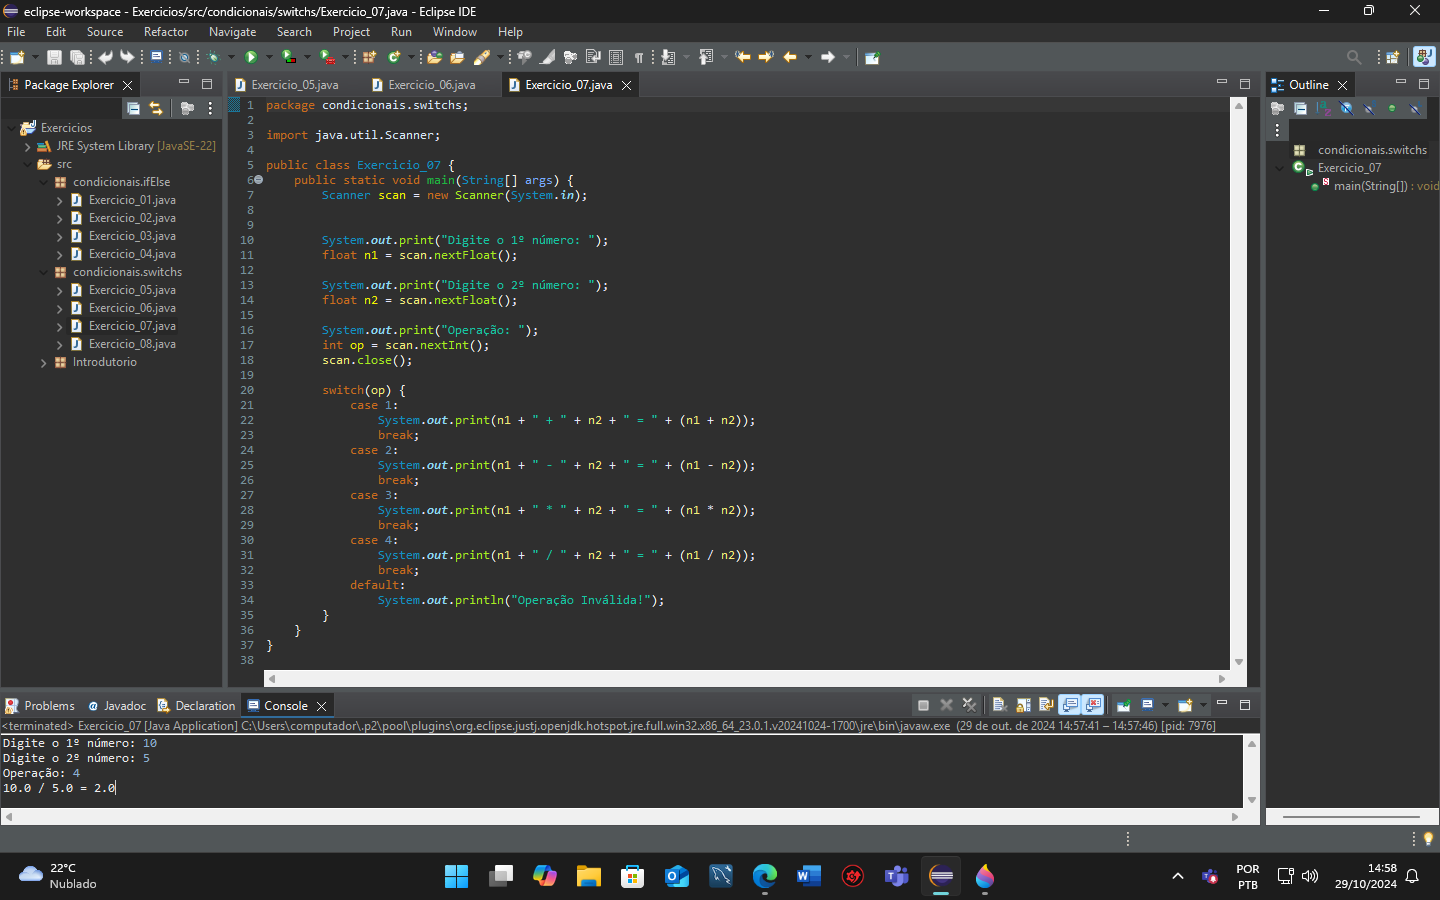 eclipse-workspace - Exercicios/src/condicionais/switchs/Exercicio_07.java - Eclipse IDE
File Edit Source Refactor Navigate Search Project Run Window Help
Package Explorer
Exercicios
JRE System Library [JavaSE-22]
src
condicionais.ifElse
Exercicio_01.java
Exercicio_02.java
Exercicio_03.java
Exercicio_04.java
condicionais.switchs
Exercicio_05.java
Exercicio_06.java
Exercicio_07.java
Exercicio_08.java
Introdutorio
Exercicio_05.java Exercicio_06.java Exercicio_07.java
1 package condicionais.switchs;
2
3 import java.util.Scanner;
4
5 public class Exercicio_07 {
6 public static void main(String[] args) {
7 Scanner scan = new Scanner(System.in);
8
9
10 System.out.print("Digite o 1º número: ");
11 float n1 = scan.nextFloat();
12
13 System.out.print("Digite o 2º número: ");
14 float n2 = scan.nextFloat();
15
16 System.out.print("Operação: ");
17 int op = scan.nextInt();
18 scan.close();
19
20 switch(op) {
21 case 1:
22 System.out.print(n1 + " + " + n2 + " = " + (n1 + n2));
23 break;
24 case 2:
25 System.out.print(n1 + " - " + n2 + " = " + (n1 - n2));
26 break;
27 case 3:
28 System.out.print(n1 + " * " + n2 + " = " + (n1 * n2));
29 break;
30 case 4:
31 System.out.print(n1 + " / " + n2 + " = " + (n1 / n2));
32 break;
33 default:
34 System.out.println("Operação Inválida!");
35 }
36 }
37 }
38
Outline
condicionais.switchs
Exercicio_07
main(String[]) : void
Problems Javadoc Declaration Console
<terminated> Exercicio_07 [Java Application] C:\Users\computador\.p2\pool\plugins\org.eclipse.justj.openjdk.hotspot.jre.full.win32.x86_64_23.0.1.v20241024-1700\jre\bin\javaw.exe (29 de out. de 2024 14:57:41 – 14:57:46) [pid: 7976]
Digite o 1º número: 10
Digite o 2º número: 5
Operação: 4
10.0 / 5.0 = 2.0
22°C
Nublado
POR
PTB
14:58
29/10/2024